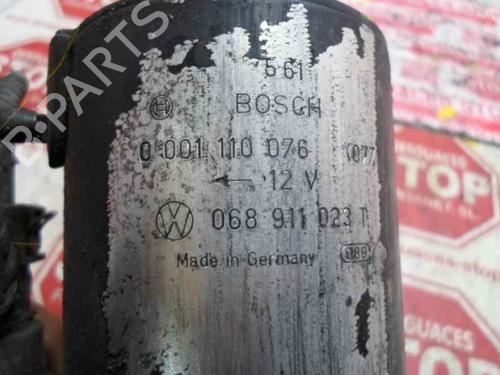 561
BOSCH
0 001 110 076 (077
12 V
068 911 023 T
Made in Germany 089
B-PARTS
STOP